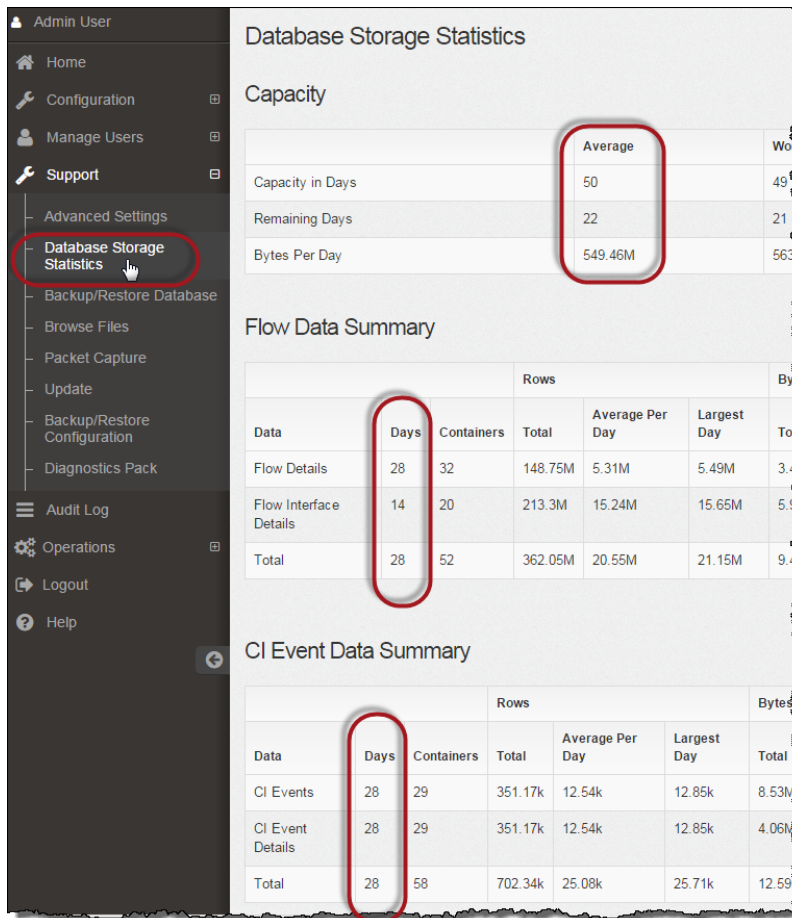 Admin User
Home
Configuration
Manage Users
Support
Advanced Settings
Database Storage
Statistics
Backup/Restore Database
Browse Files
Packet Capture
Update
Backup/Restore
Configuration
Diagnostics Pack
Audit Log
Operations
Logout
Help
Database Storage Statistics
Capacity
Average
Capacity in Days 50 49
Remaining Days 22 21
Bytes Per Day 549.46M
Flow Data Summary
Rows
Data Days Containers Total Average Per Day Largest Day
Flow Details 28 32 148.75M 5.31M 5.49M
Flow Interface Details 14 20 213.3M 15.24M 15.65M
Total 28 52 362.05M 20.55M 21.15M
CI Event Data Summary
Rows Bytes
Data Days Containers Total Average Per Day Largest Day Total
CI Events 28 29 351.17k 12.54k 12.85k 8.53M
CI Event Details 28 29 351.17k 12.54k 12.85k 4.06M
Total 28 58 702.34k 25.08k 25.71k 12.59